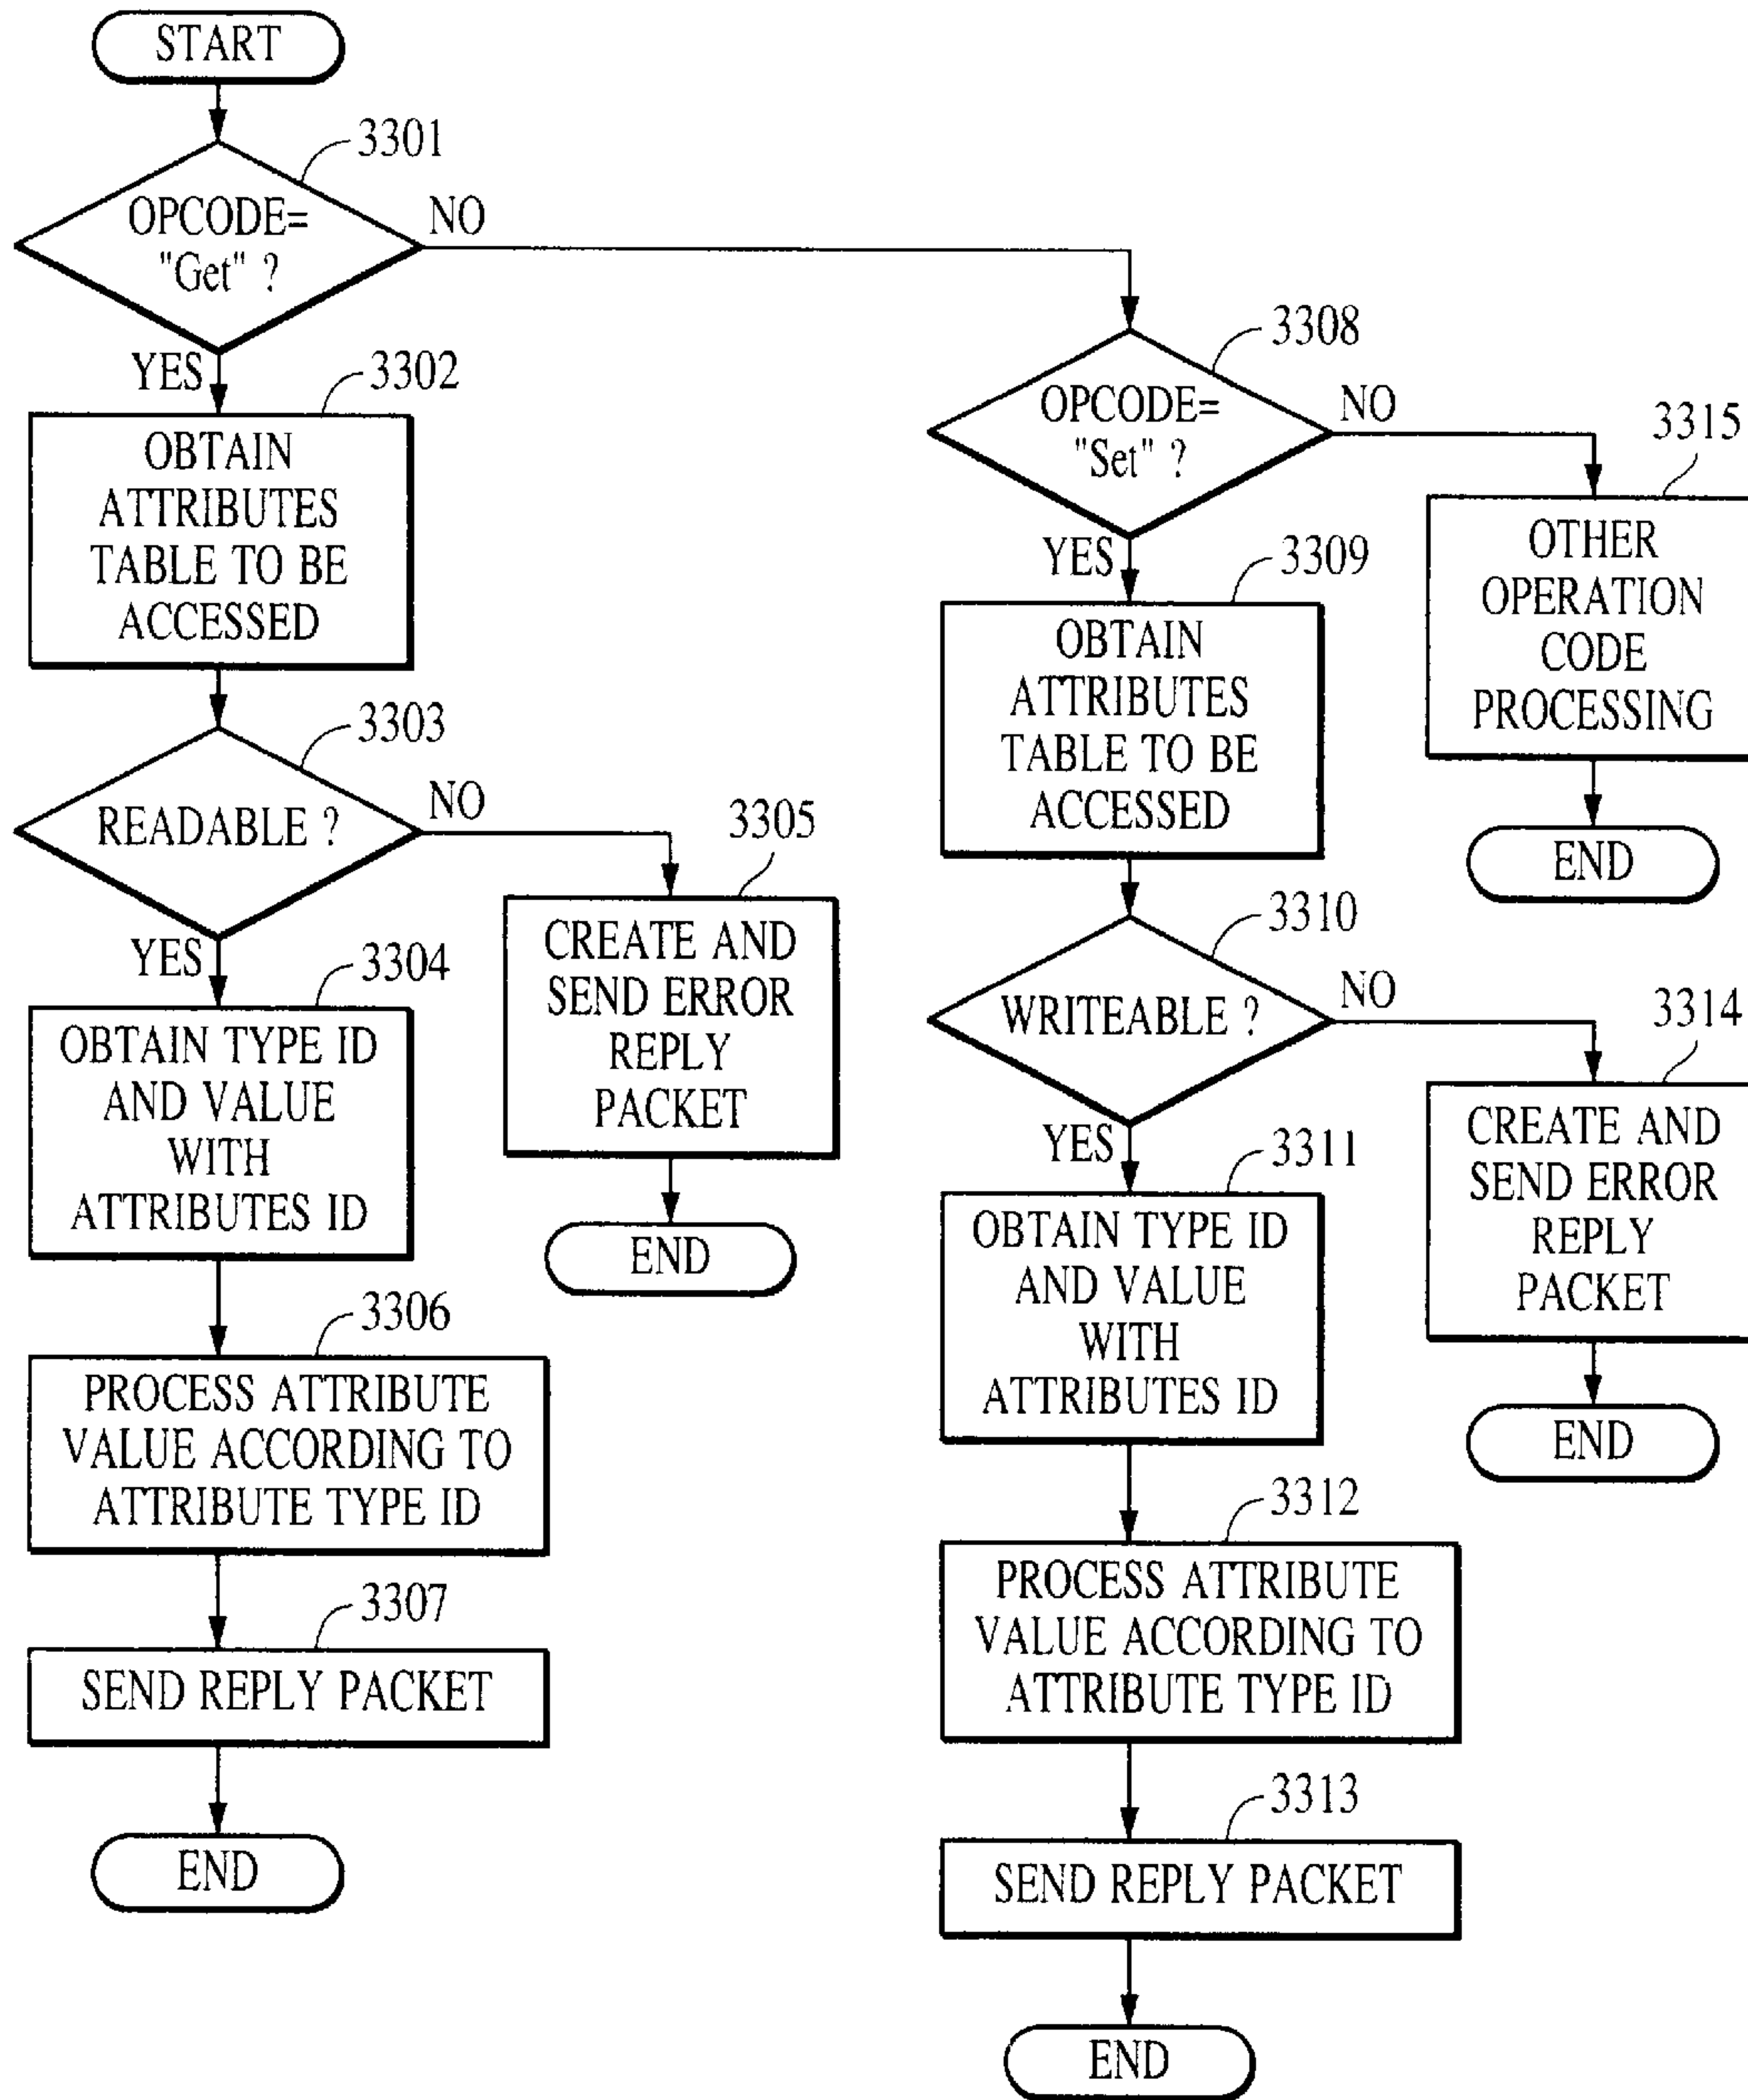 START
3301
OPCODE=
"Get" ?
NO
YES
3302
OBTAIN
ATTRIBUTES
TABLE TO BE
ACCESSED
3303
READABLE ?
NO
YES
3304
OBTAIN TYPE ID
AND VALUE
WITH
ATTRIBUTES ID
3305
CREATE AND
SEND ERROR
REPLY
PACKET
END
3306
PROCESS ATTRIBUTE
VALUE ACCORDING TO
ATTRIBUTE TYPE ID
3307
SEND REPLY PACKET
END
3308
OPCODE=
"Set" ?
NO
YES
3309
OBTAIN
ATTRIBUTES
TABLE TO BE
ACCESSED
3315
OTHER
OPERATION
CODE
PROCESSING
END
3310
WRITEABLE ?
NO
YES
3311
OBTAIN TYPE ID
AND VALUE
WITH
ATTRIBUTES ID
3314
CREATE AND
SEND ERROR
REPLY
PACKET
END
3312
PROCESS ATTRIBUTE
VALUE ACCORDING TO
ATTRIBUTE TYPE ID
3313
SEND REPLY PACKET
END